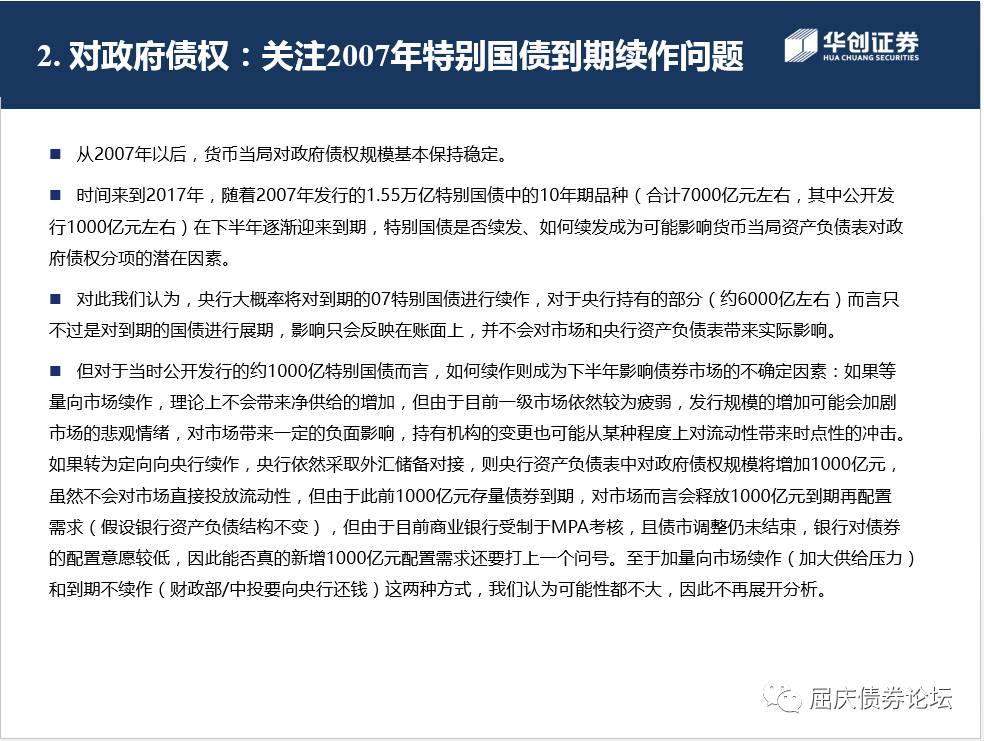 2. 对政府债权：关注2007年特别国债到期续作问题
华创证券
HUA CHUANG SECURITIES
■ 从2007年以后，货币当局对政府债权规模基本保持稳定。
■ 时间来到2017年，随着2007年发行的1.55万亿特别国债中的10年期品种（合计7000亿元左右，其中公开发
行1000亿元左右）在下半年逐渐迎来到期，特别国债是否续发、如何续发成为可能影响货币当局资产负债表对政
府债权分项的潜在因素。
■ 对此我们认为，央行大概率将对到期的07特别国债进行续作，对于央行持有的部分（约6000亿左右）而言只
不过是对到期的国债进行展期，影响只会反映在账面上，并不会对市场和央行资产负债表带来实际影响。
■ 但对于当时公开发行的约1000亿特别国债而言，如何续作则成为下半年影响债券市场的不确定因素：如果等
量向市场续作，理论上不会带来净供给的增加，但由于目前一级市场依然较为疲弱，发行规模的增加可能会加剧
市场的悲观情绪，对市场带来一定的负面影响，持有机构的变更也可能从某种程度上对流动性带来时点性的冲击。
如果转为定向向央行续作，央行依然采取外汇储备对接，则央行资产负债表中对政府债权规模将增加1000亿元，
虽然不会对市场直接投放流动性，但由于此前1000亿元存量债券到期，对市场而言会释放1000亿元到期再配置
需求（假设银行资产负债结构不变），但由于目前商业银行受制于MPA考核，且债市调整仍未结束，银行对债券
的配置意愿较低，因此能否真的新增1000亿元配置需求还要打上一个问号。至于加量向市场续作（加大供给压力）
和到期不续作（财政部/中投要向央行还钱）这两种方式，我们认为可能性都不大，因此不再展开分析。
屈庆债券论坛